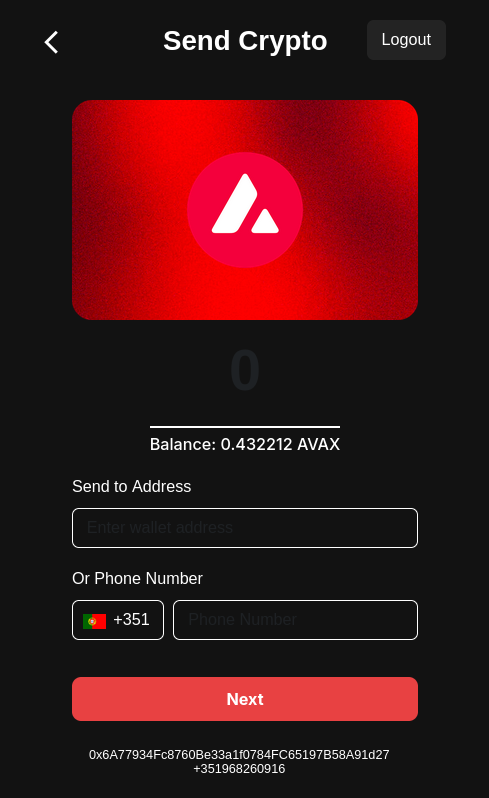 Send Crypto
Logout
0
Balance: 0.432212 AVAX
Send to Address
Enter wallet address
Or Phone Number
+351
Phone Number
Next
0x6A77934Fc8760Be33a1f0784FC65197B58A91d27
+351968260916